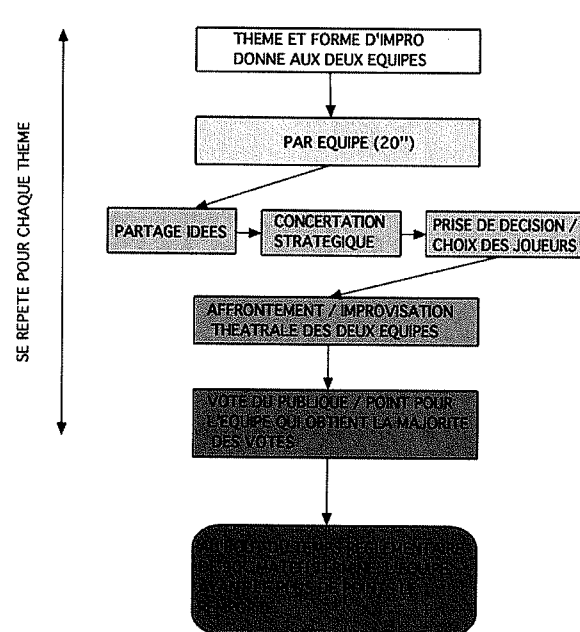 THEME ET FORME D'IMPRO
DONNE AUX DEUX EQUIPES
PAR EQUIPE (20")
PARTAGE IDEES
CONCERTATION
STRATEGIQUE
PRISE DE DECISION /
CHOIX DES JOUEURS
AFFRONTEMENT / IMPROVISATION
THEATRALE DES DEUX EQUIPES
VOTE DU PUBLIQUE / POINT POUR
L'EQUIPE QUI OBTIENT LA MAJORITE
DES VOTES
SE REPETE POUR CHAQUE THEME